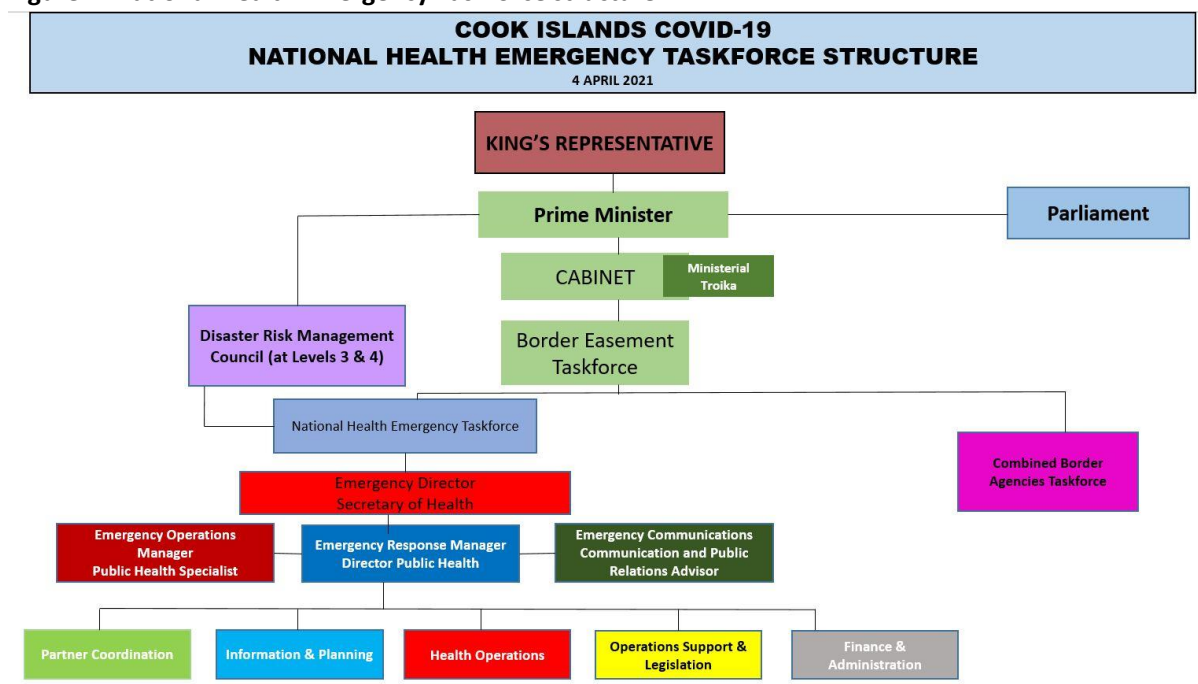 COOK ISLANDS COVID-19
NATIONAL HEALTH EMERGENCY TASKFORCE STRUCTURE
4 APRIL 2021
KING'S REPRESENTATIVE
Prime Minister
Parliament
CABINET
Ministerial
Troika
Disaster Risk Management
Council (at Levels 3 & 4)
Border Easement
Taskforce
National Health Emergency Taskforce
Combined Border
Agencies Taskforce
Emergency Director
Secretary of Health
Emergency Operations
Manager
Public Health Specialist
Emergency Response Manager
Director Public Health
Emergency Communications
Communication and Public
Relations Advisor
Partner Coordination
Information & Planning
Health Operations
Operations Support &
Legislation
Finance &
Administration